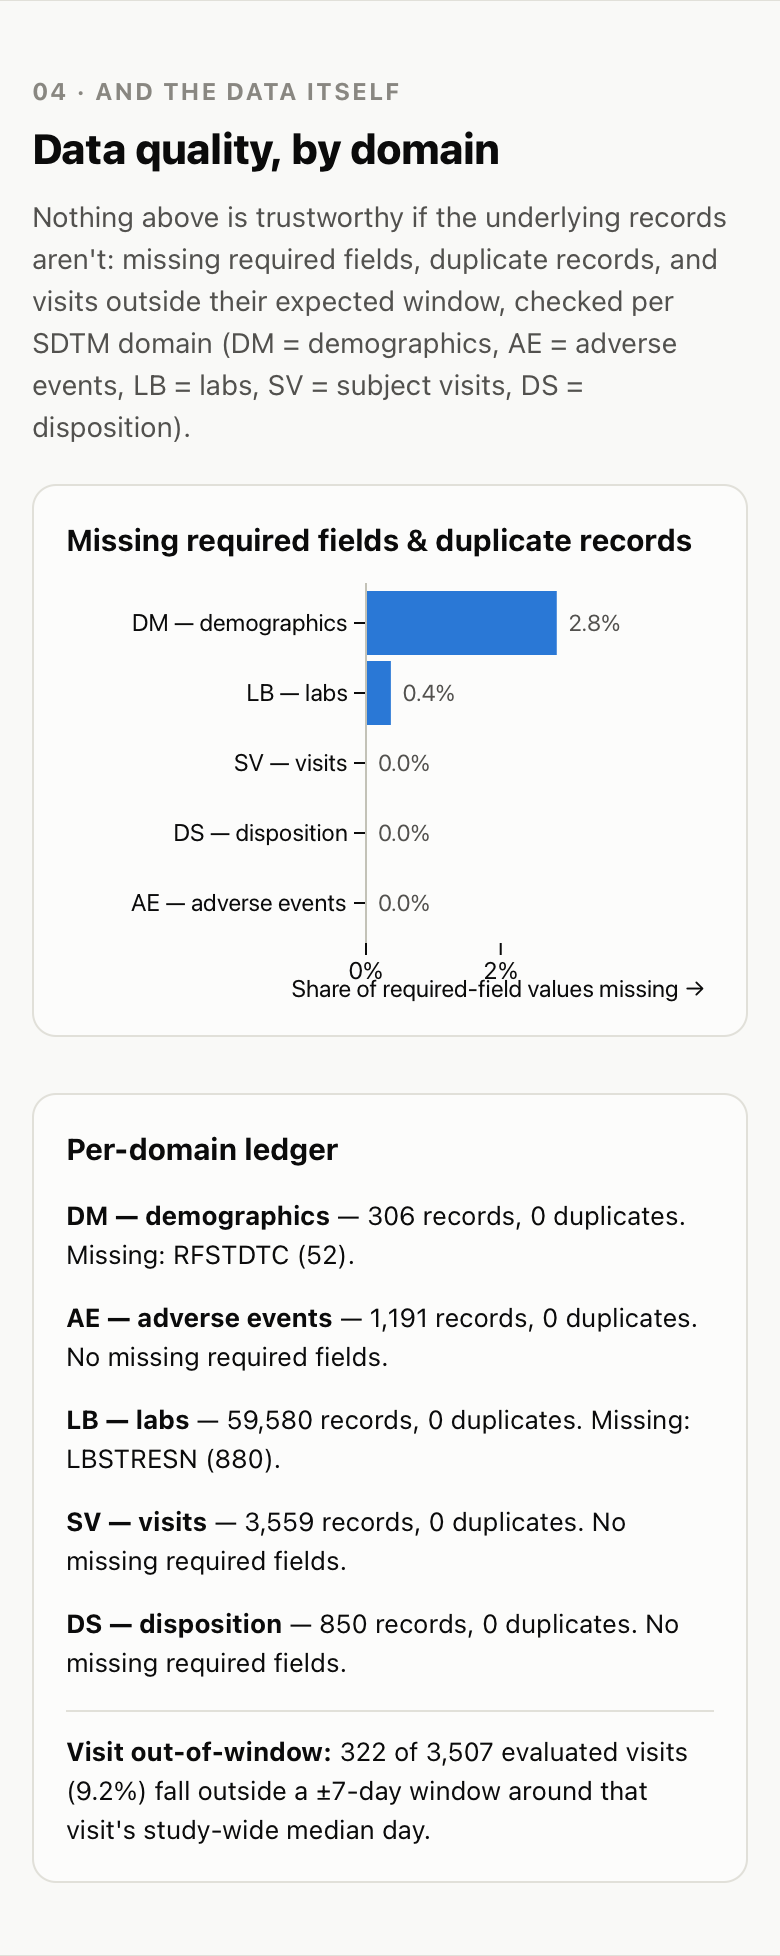 04 · AND THE DATA ITSELF
Data quality, by domain
Nothing above is trustworthy if the underlying records
aren't: missing required fields, duplicate records, and
visits outside their expected window, checked per
SDTM domain (DM = demographics, AE = adverse
events, LB = labs, SV = subject visits, DS =
disposition).
Missing required fields & duplicate records
DM — demographics 2.8%
LB — labs 0.4%
SV — visits 0.0%
DS — disposition 0.0%
AE — adverse events 0.0%
0% 2%
Share of required-field values missing →
Per-domain ledger
DM — demographics — 306 records, 0 duplicates.
Missing: RFSTDTC (52).
AE — adverse events — 1,191 records, 0 duplicates.
No missing required fields.
LB — labs — 59,580 records, 0 duplicates. Missing:
LBSTRESN (880).
SV — visits — 3,559 records, 0 duplicates. No
missing required fields.
DS — disposition — 850 records, 0 duplicates. No
missing required fields.
Visit out-of-window: 322 of 3,507 evaluated visits
(9.2%) fall outside a ±7-day window around that
visit's study-wide median day.